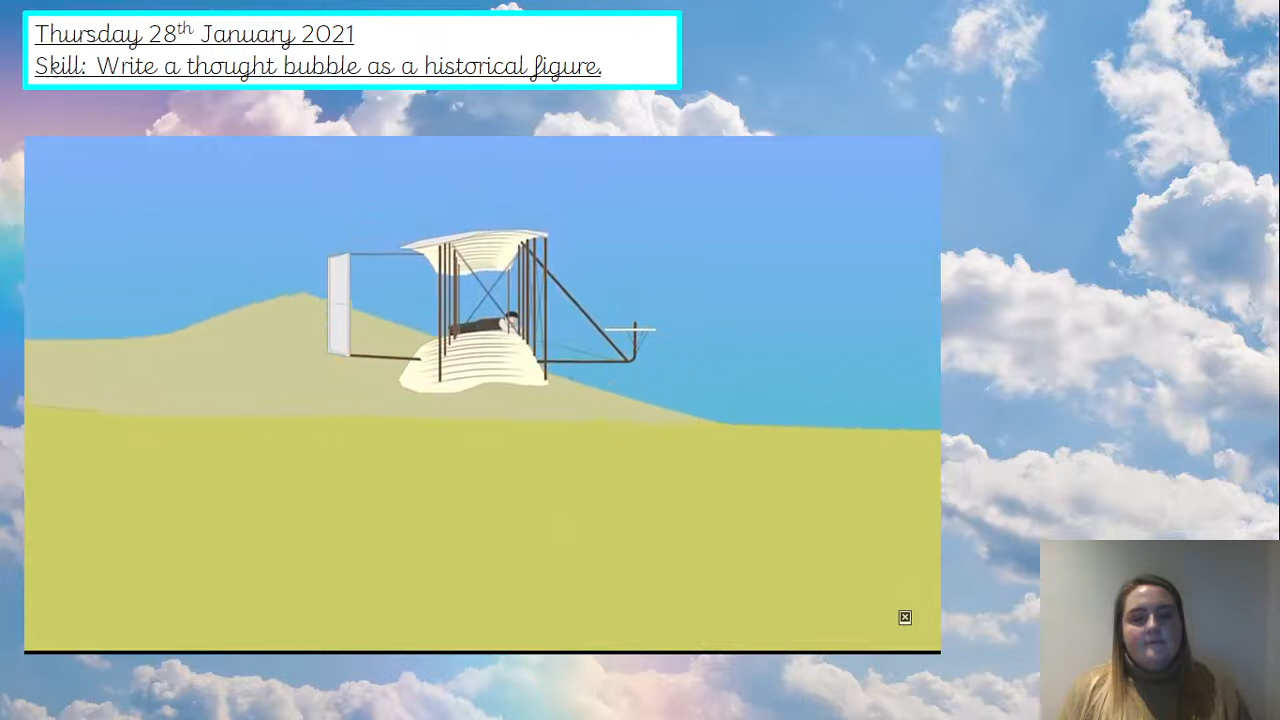 Thursday 28th January 2021
Skill: Write a thought bubble as a historical figure.